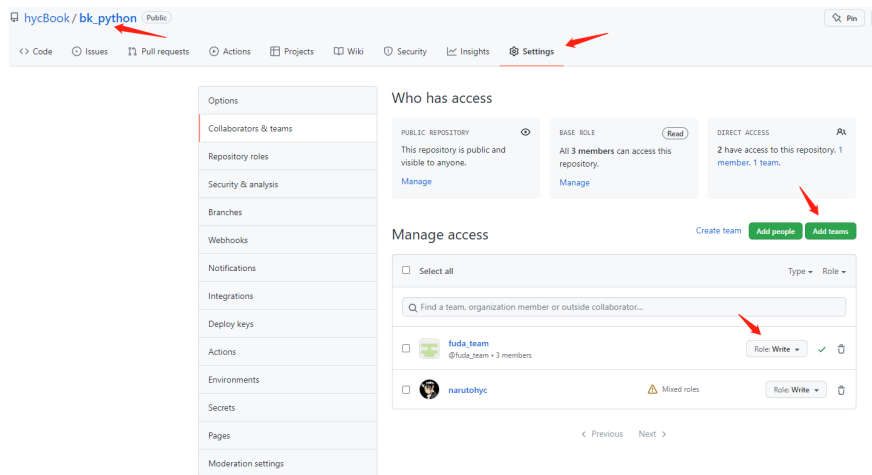 hycBook / bk_python Public
Pin
Code Issues Pull requests Actions Projects Wiki Security Insights Settings
Options
Collaborators & teams
Repository roles
Security & analysis
Branches
Webhooks
Notifications
Integrations
Deploy keys
Actions
Environments
Secrets
Pages
Moderation settings
Who has access
PUBLIC REPOSITORY
This repository is public and
visible to anyone.
Manage
BASE ROLE Read
All 3 members can access this
repository.
Manage
DIRECT ACCESS
2 have access to this repository. 1
member. 1 team.
Manage access
Create team Add people Add teams
Select all Type Role
Find a team, organization member or outside collaborator...
fuda_team
@fuda_team • 3 members
Role: Write
narutohyc Mixed roles Role: Write
Previous Next